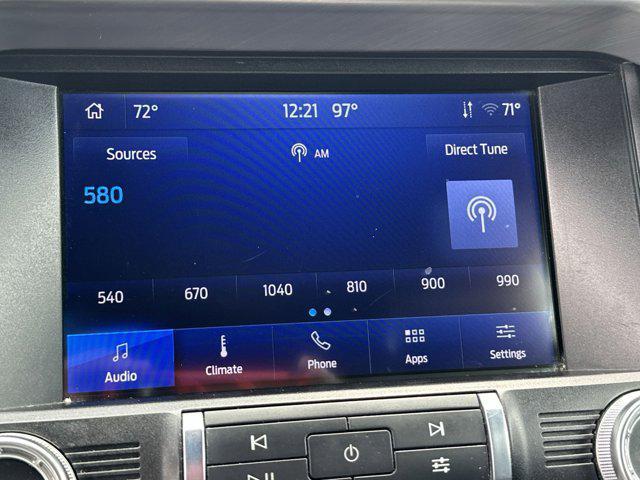 72° 12:21 97° 71°
Sources AM Direct Tune
580
540 670 1040 810 900 990
Audio Climate Phone Apps Settings